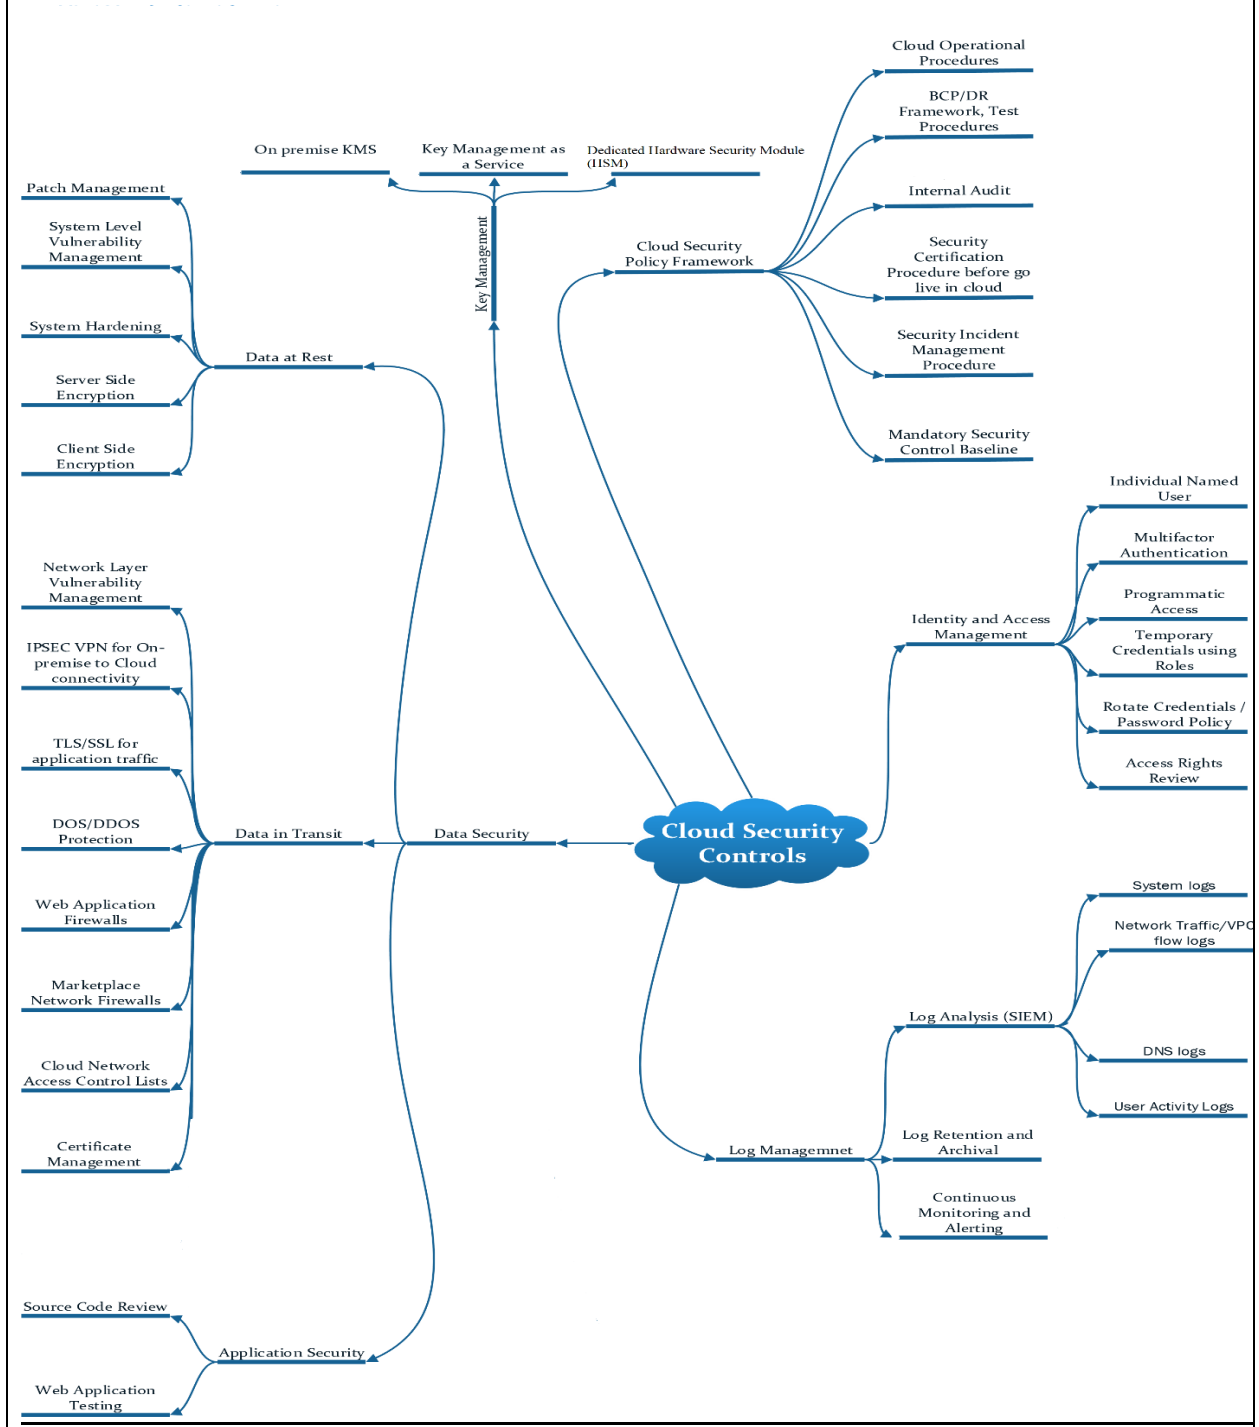 Cloud Operational
Procedures
BCP/DR
Framework, Test
Procedures
Internal Audit
Security
Certification
Procedure before go
live in cloud
Security Incident
Management
Procedure
Mandatory Security
Control Baseline
Cloud Security
Policy Framework
On premise KMS
Key Management as
a Service
Dedicated Hardware Security Module
(HSM)
Key Management
Patch Management
System Level
Vulnerability
Management
System Hardening
Server Side
Encryption
Client Side
Encryption
Data at Rest
Individual Named
User
Multifactor
Authentication
Programmatic
Access
Temporary
Credentials using
Roles
Rotate Credentials /
Password Policy
Access Rights
Review
Identity and Access
Management
Network Layer
Vulnerability
Management
IPSEC VPN for On-
premise to Cloud
connectivity
TLS/SSL for
application traffic
DOS/DDOS
Protection
Web Application
Firewalls
Marketplace
Network Firewalls
Cloud Network
Access Control Lists
Certificate
Management
Data in Transit
Data Security
Cloud Security
Controls
System logs
Network Traffic/VPC
flow logs
DNS logs
User Activity Logs
Log Analysis (SIEM)
Log Retention and
Archival
Continuous
Monitoring and
Alerting
Log Managemnet
Source Code Review
Web Application
Testing
Application Security